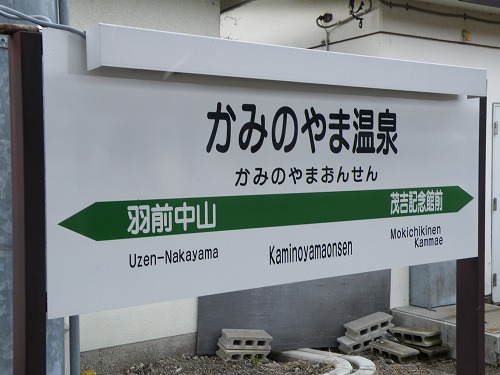 かみのやま温泉
かみのやまおんせん
羽前中山
茂吉記念館前
Uzen-Nakayama
Kaminoyamaonsen
Mokichikinen
Kanmae